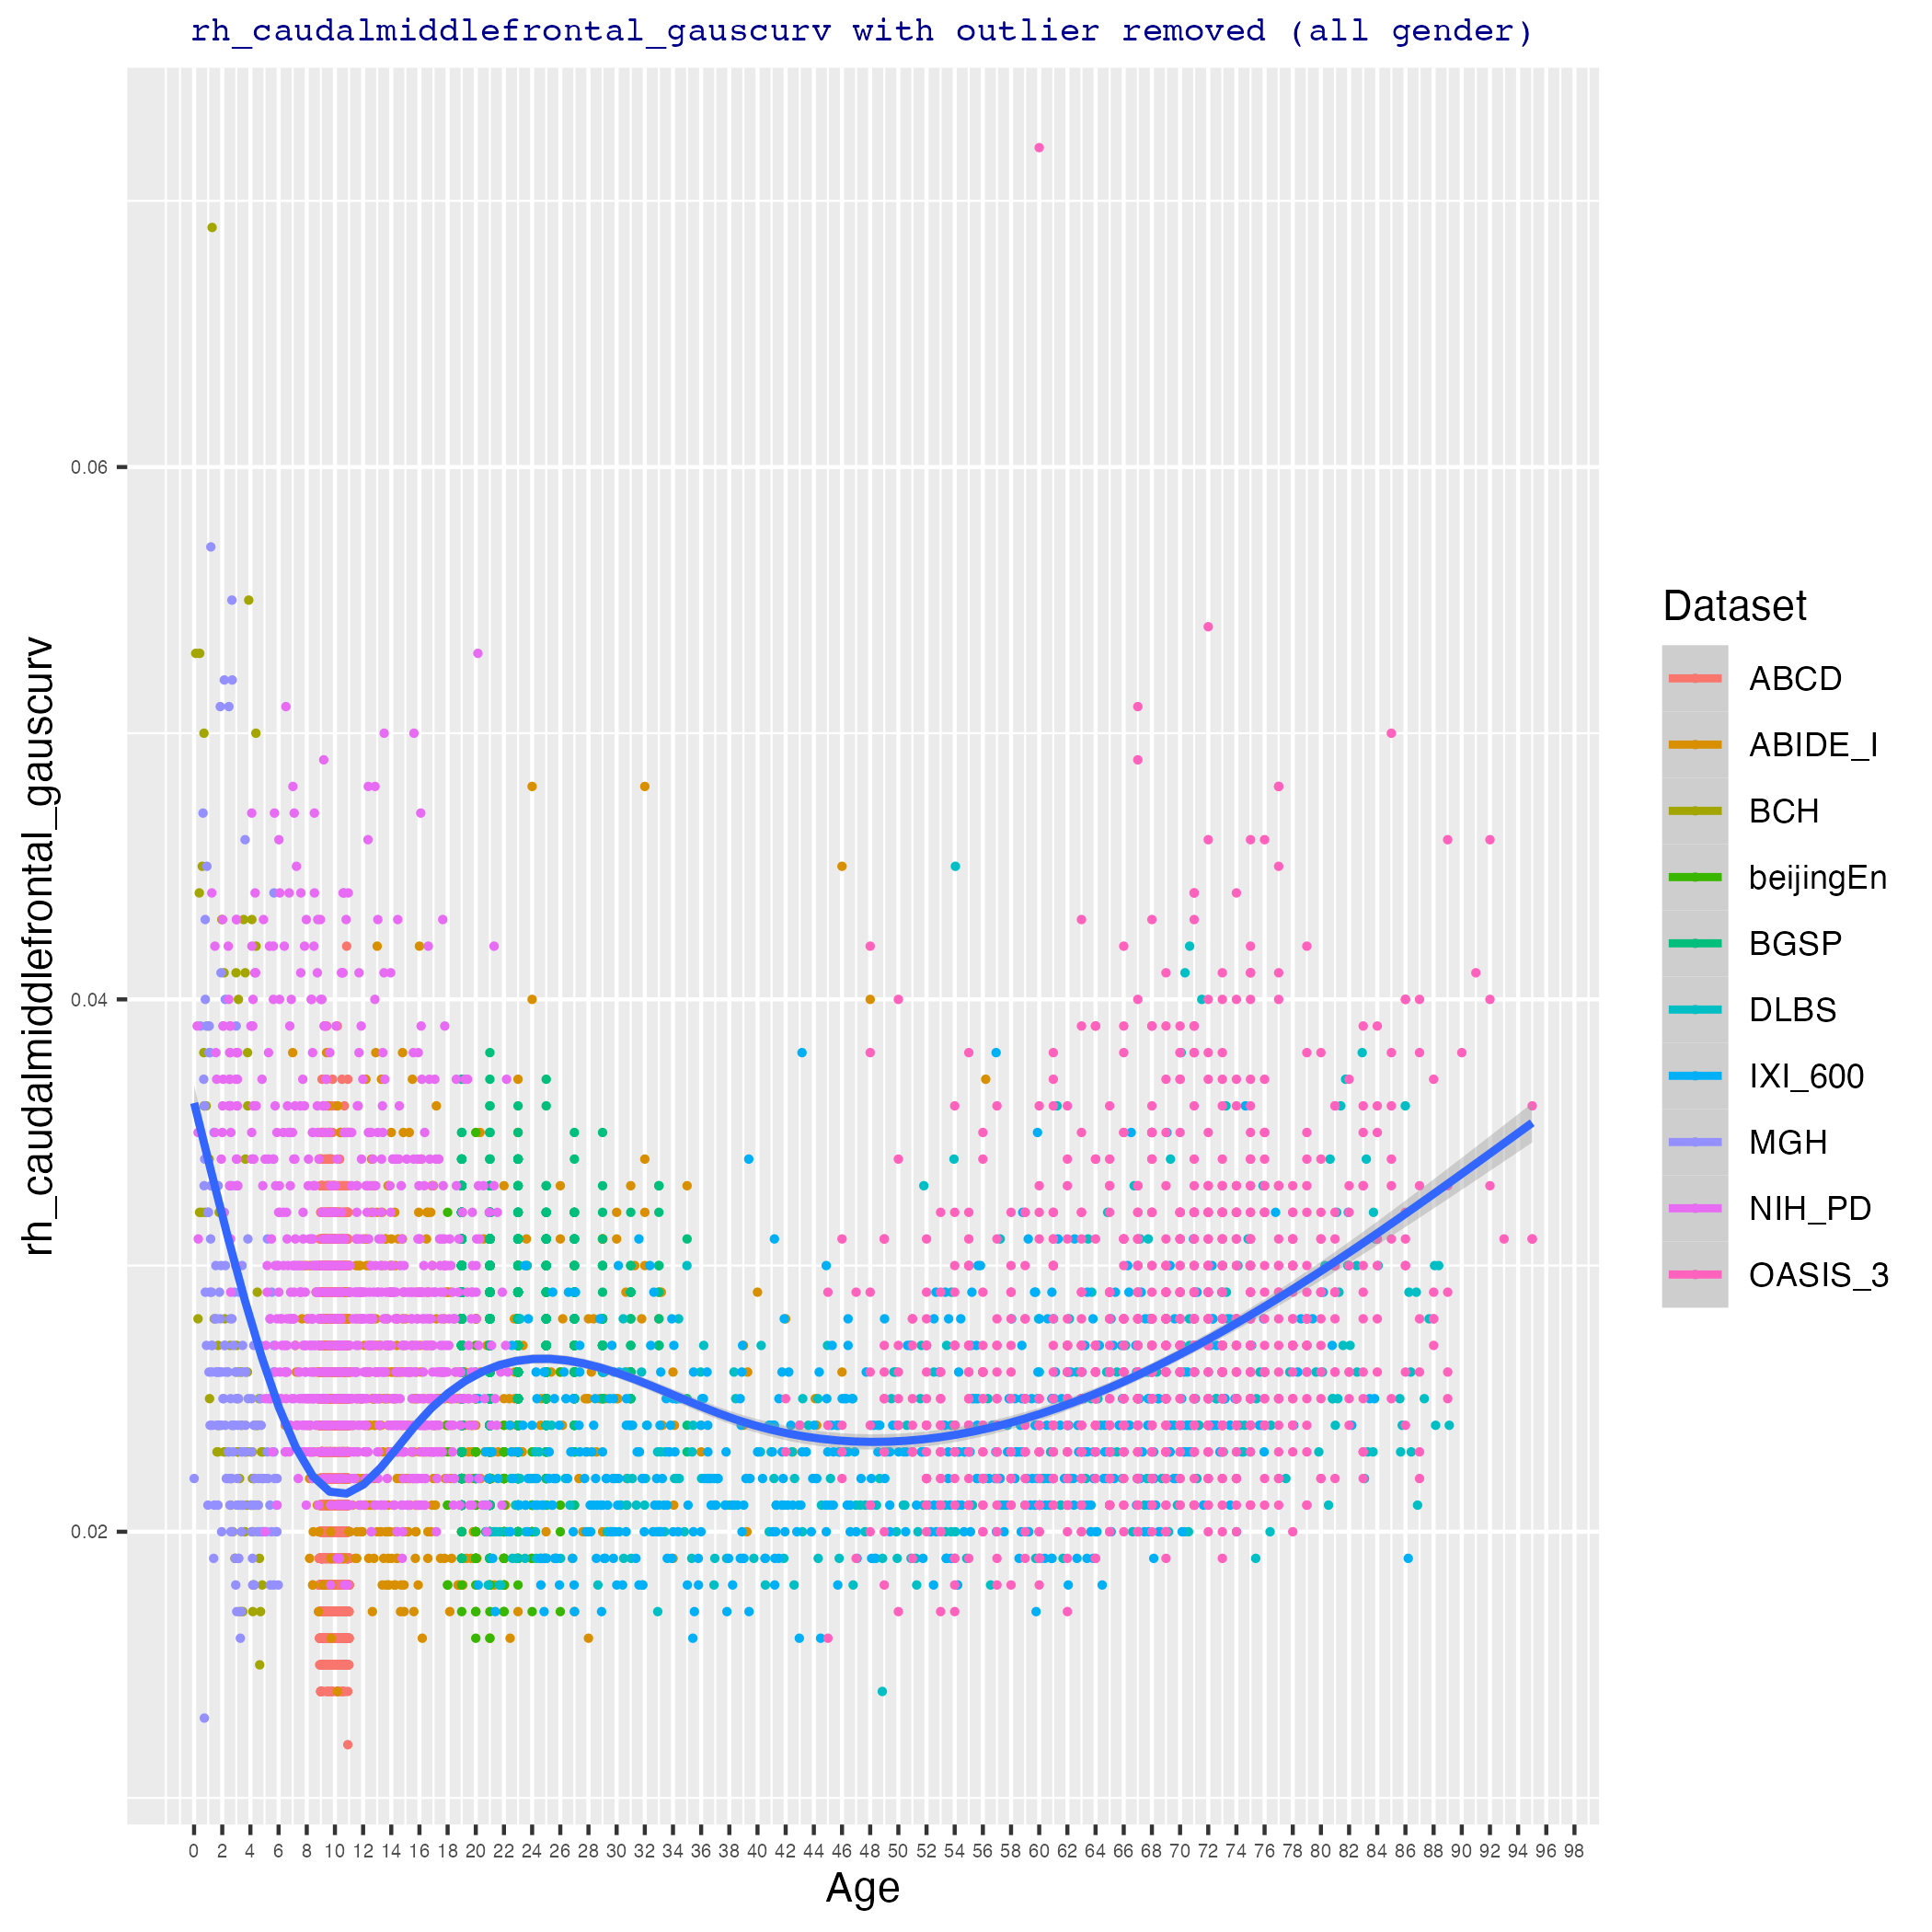 rh_caudalmiddlefrontal_gauscurv with outlier removed (all gender)
rh_caudalmiddlefrontal_gauscurv
0.06
0.04
0.02
0 2 4 6 8 10 12 14 16 18 20 22 24 26 28 30 32 34 36 38 40 42 44 46 48 50 52 54 56 58 60 62 64 66 68 70 72 74 76 78 80 82 84 86 88 90 92 94 96 98
Age
Dataset
ABCD
ABIDE_I
BCH
beijingEn
BGSP
DLBS
IXI_600
MGH
NIH_PD
OASIS_3